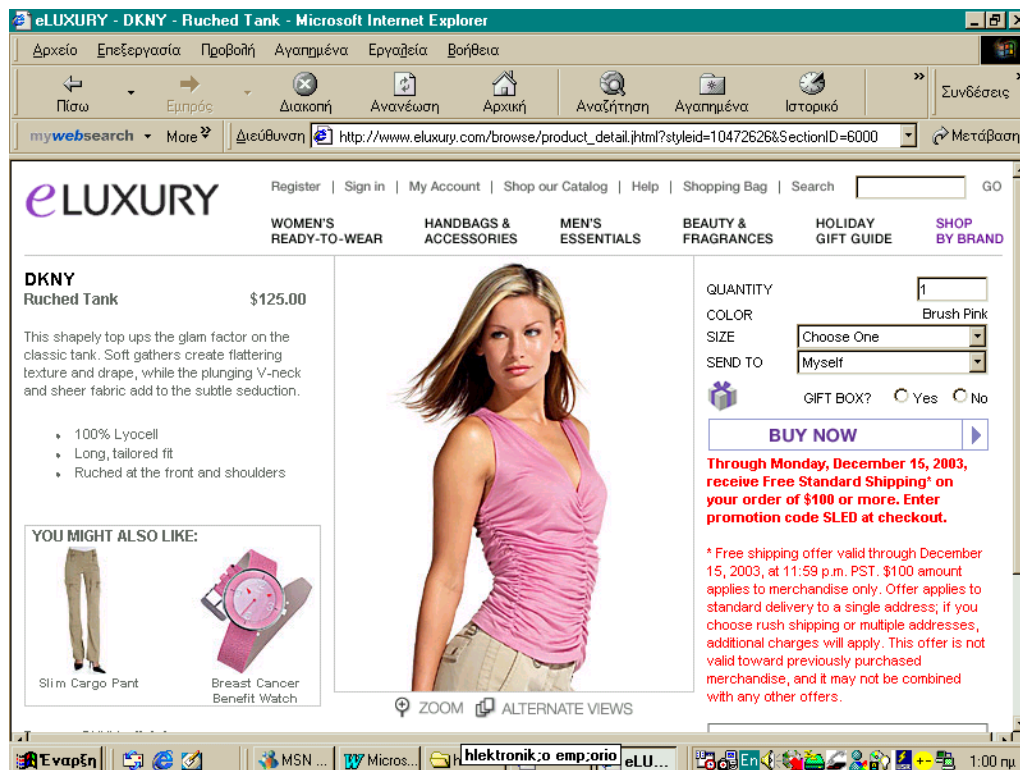 eLUXURY - DKNY - Ruched Tank - Microsoft Internet Explorer
Αρχείο Επεξεργασία Προβολή Αγαπημένα Εργαλεία Βοήθεια
Πίσω Εμπρός Διακοπή Ανανέωση Αρχική Αναζήτηση Αγαπημένα Ιστορικό » Συνδέσεις
mywebsearch More » Διεύθυνση http://www.eluxury.com/browse/product_detail.jhtml?styleid=10472626&SectionID=6000 Μετάβαση
eLUXURY
Register | Sign in | My Account | Shop our Catalog | Help | Shopping Bag | Search GO
WOMEN'S READY-TO-WEAR
HANDBAGS & ACCESSORIES
MEN'S ESSENTIALS
BEAUTY & FRAGRANCES
HOLIDAY GIFT GUIDE
SHOP BY BRAND
DKNY
Ruched Tank $125.00
This shapely top ups the glam factor on the
classic tank. Soft gathers create flattering
texture and drape, while the plunging V-neck
and sheer fabric add to the subtle seduction.
• 100% Lyocell
• Long, tailored fit
• Ruched at the front and shoulders
YOU MIGHT ALSO LIKE:
Slim Cargo Pant
Breast Cancer
Benefit Watch
ZOOM ALTERNATE VIEWS
QUANTITY 1
COLOR Brush Pink
SIZE Choose One
SEND TO Myself
GIFT BOX? Yes No
BUY NOW
Through Monday, December 15, 2003,
receive Free Standard Shipping* on
your order of $100 or more. Enter
promotion code SLED at checkout.
* Free shipping offer valid through December
15, 2003, at 11:59 p.m. PST. $100 amount
applies to merchandise only. Offer applies to
standard delivery to a single address; if you
choose rush shipping or multiple addresses,
additional charges will apply. This offer is not
valid toward previously purchased
merchandise, and it may not be combined
with any other offers.
Έναρξη MSN ... Micros... h hlektronik;o emp;orio eLU... En 1:00 πμ